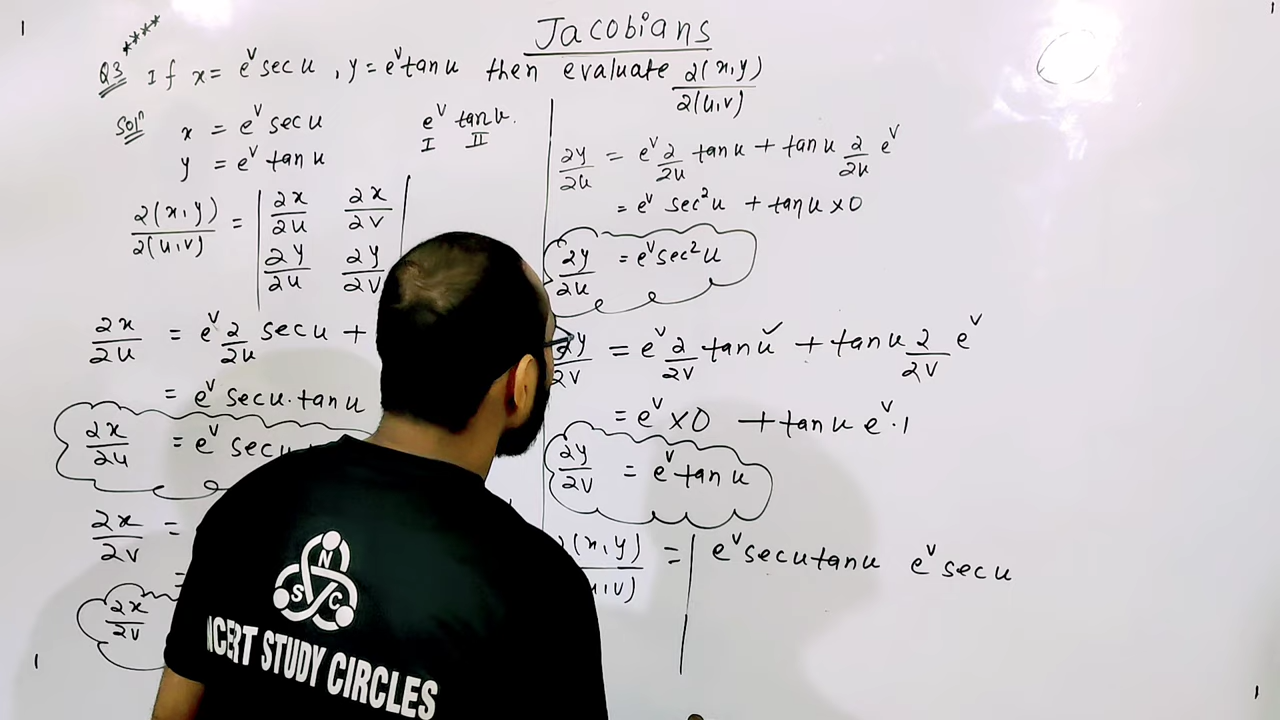 Jacobians
****
Q3 If x = e^v sec u , y = e^v tan u then evaluate ∂(x,y)/∂(u,v)
Sol^n x = e^v sec u
y = e^v tan u
e^v tan u.
I II
∂(x,y)/∂(u,v) = | ∂x/∂u ∂x/∂v |
∂y/∂u ∂y/∂v
∂x/∂u = e^v ∂/∂u sec u +
= e^v sec u · tan u
∂x/∂u = e^v sec u
∂x/∂v =
=
∂x/∂v
∂y/∂u = e^v ∂/∂u tan u + tan u ∂/∂u e^v
= e^v sec²u + tan u × 0
∂y/∂u = e^v sec²u
∂y/∂v = e^v ∂/∂v tan u + tan u ∂/∂v e^v
= e^v × 0 + tan u e^v · 1
∂y/∂v = e^v tan u
∂(x,y)/∂(u,v) = | e^v sec u tan u e^v sec u
N
S C
NCERT STUDY CIRCLES